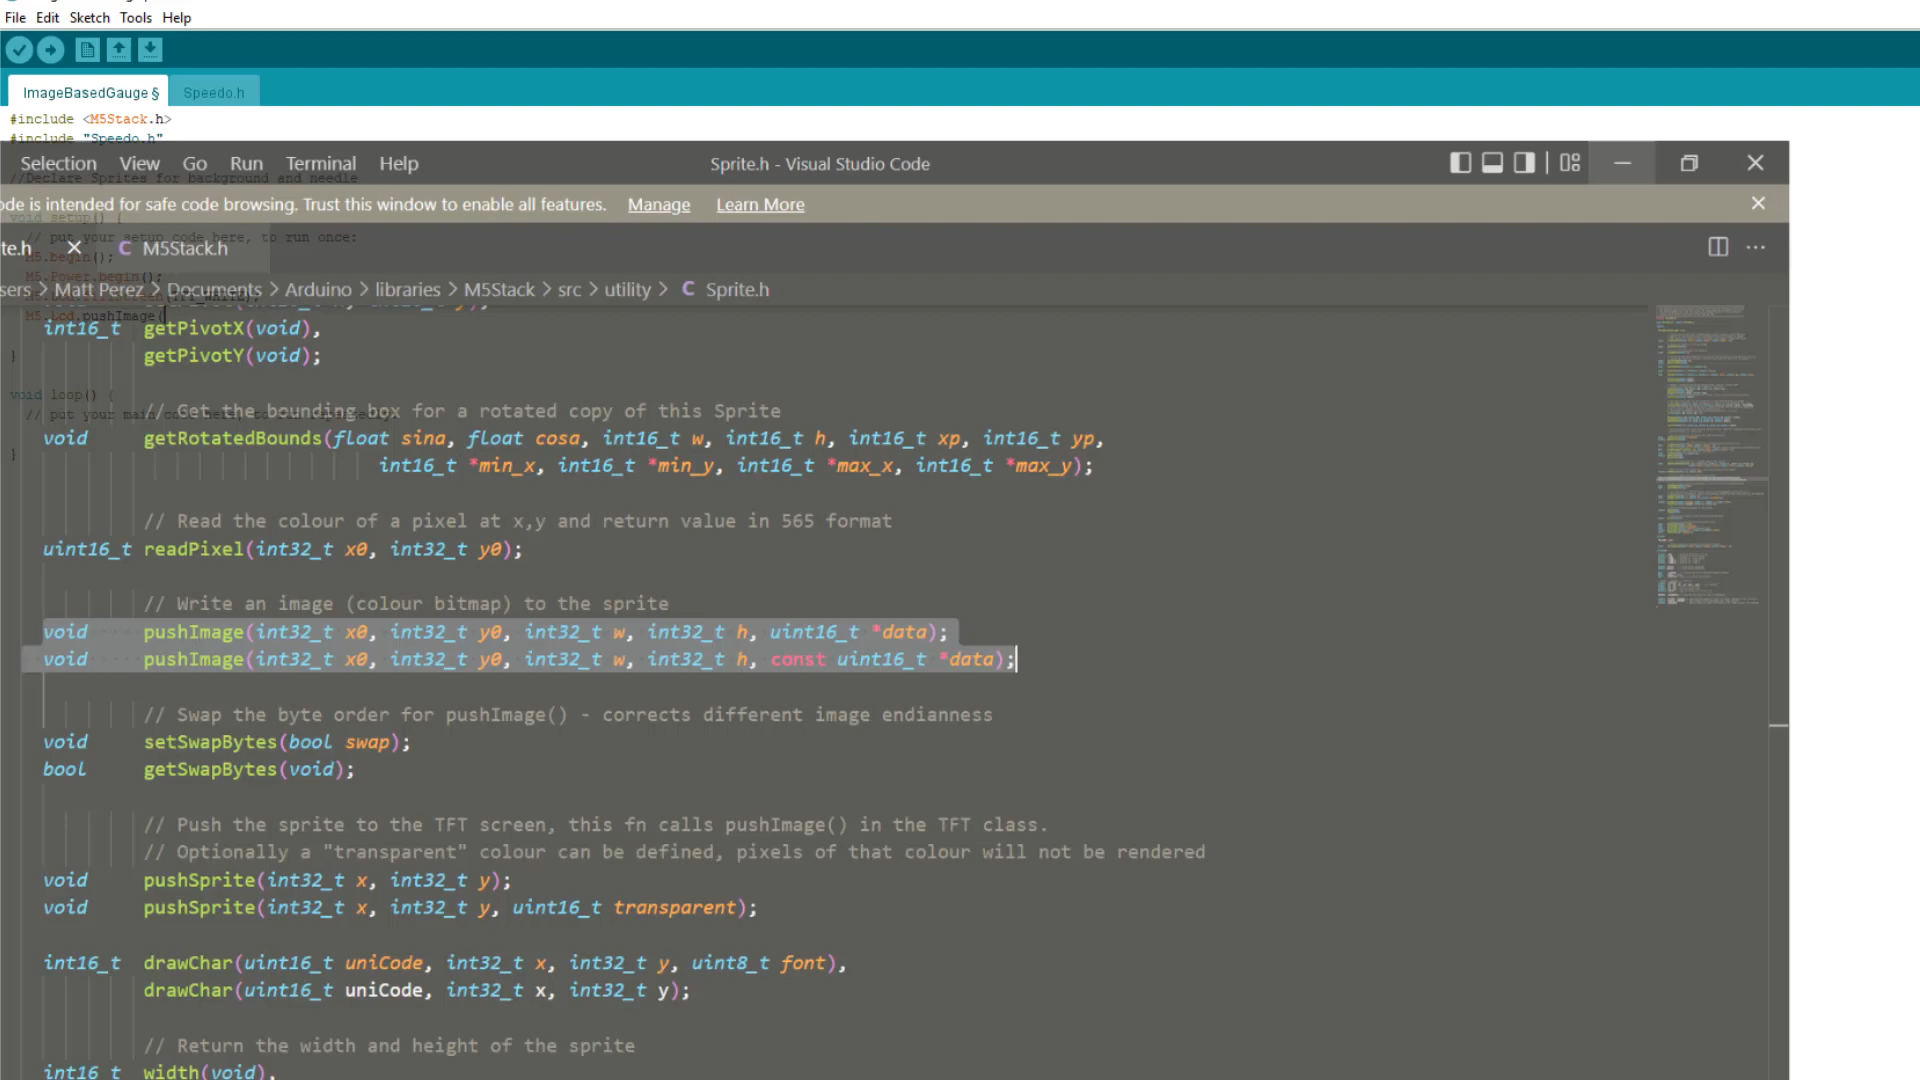 File Edit Sketch Tools Help
ImageBasedGauge § Speedo.h
#include <M5Stack.h>
#include "Speedo.h"
Selection View Go Run Terminal Help Sprite.h - Visual Studio Code
//Declare Sprites for background and needle
ode is intended for safe code browsing. Trust this window to enable all features. Manage Learn More
void setup() {
// put your setup code here, to run once:
te.h M5Stack.h
M5.begin();
M5.Power.begin();
sers > Matt Perez > Documents > Arduino > libraries > M5Stack > src > utility > C Sprite.h
M5.Lcd.pushImage(
int16_t getPivotX(void),
getPivotY(void);
}
void loop() {
// Get the bounding box for a rotated copy of this Sprite
// put your main code here,
void getRotatedBounds(float sina, float cosa, int16_t w, int16_t h, int16_t xp, int16_t yp,
}
int16_t *min_x, int16_t *min_y, int16_t *max_x, int16_t *max_y);
// Read the colour of a pixel at x,y and return value in 565 format
uint16_t readPixel(int32_t x0, int32_t y0);
// Write an image (colour bitmap) to the sprite
void pushImage(int32_t x0, int32_t y0, int32_t w, int32_t h, uint16_t *data);
void pushImage(int32_t x0, int32_t y0, int32_t w, int32_t h, const uint16_t *data);
// Swap the byte order for pushImage() - corrects different image endianness
void setSwapBytes(bool swap);
bool getSwapBytes(void);
// Push the sprite to the TFT screen, this fn calls pushImage() in the TFT class.
// Optionally a "transparent" colour can be defined, pixels of that colour will not be rendered
void pushSprite(int32_t x, int32_t y);
void pushSprite(int32_t x, int32_t y, uint16_t transparent);
int16_t drawChar(uint16_t uniCode, int32_t x, int32_t y, uint8_t font),
drawChar(uint16_t uniCode, int32_t x, int32_t y);
// Return the width and height of the sprite
int16_t width(void),